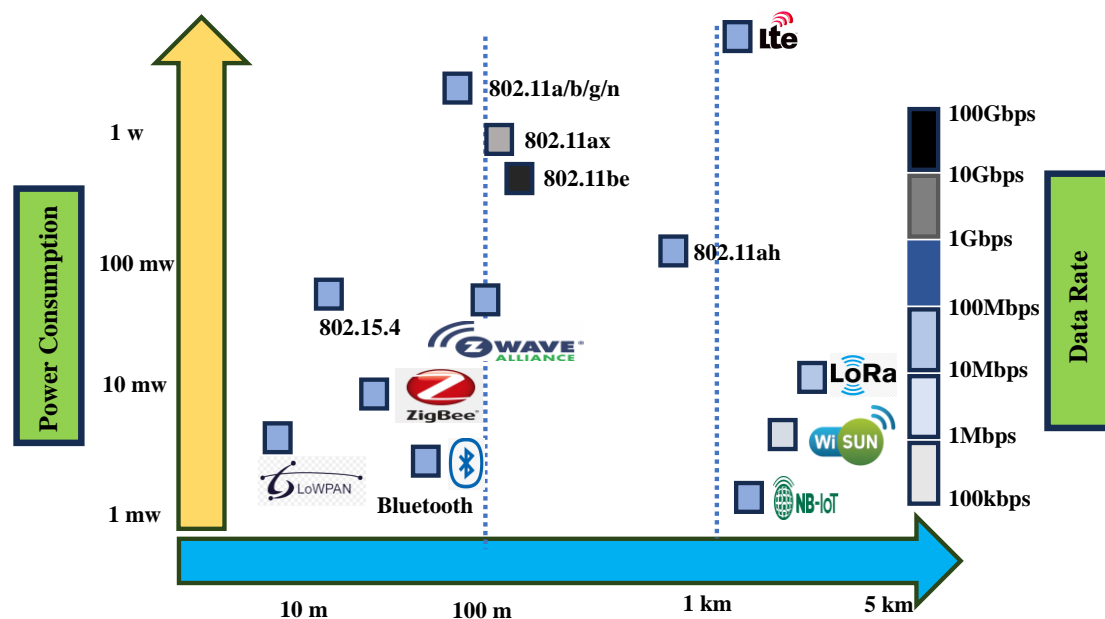 Lte
802.11a/b/g/n
100Gbps
1 w
802.11ax
802.11be
10Gbps
Power Consumption
Data Rate
1Gbps
802.11ah
100 mw
100Mbps
802.15.4
Z WAVE
ALLIANCE
LoRa
10Mbps
10 mw
ZigBee
Wi SUN
1Mbps
6LoWPAN
Bluetooth
NB-IoT
100kbps
1 mw
10 m
100 m
1 km
5 km